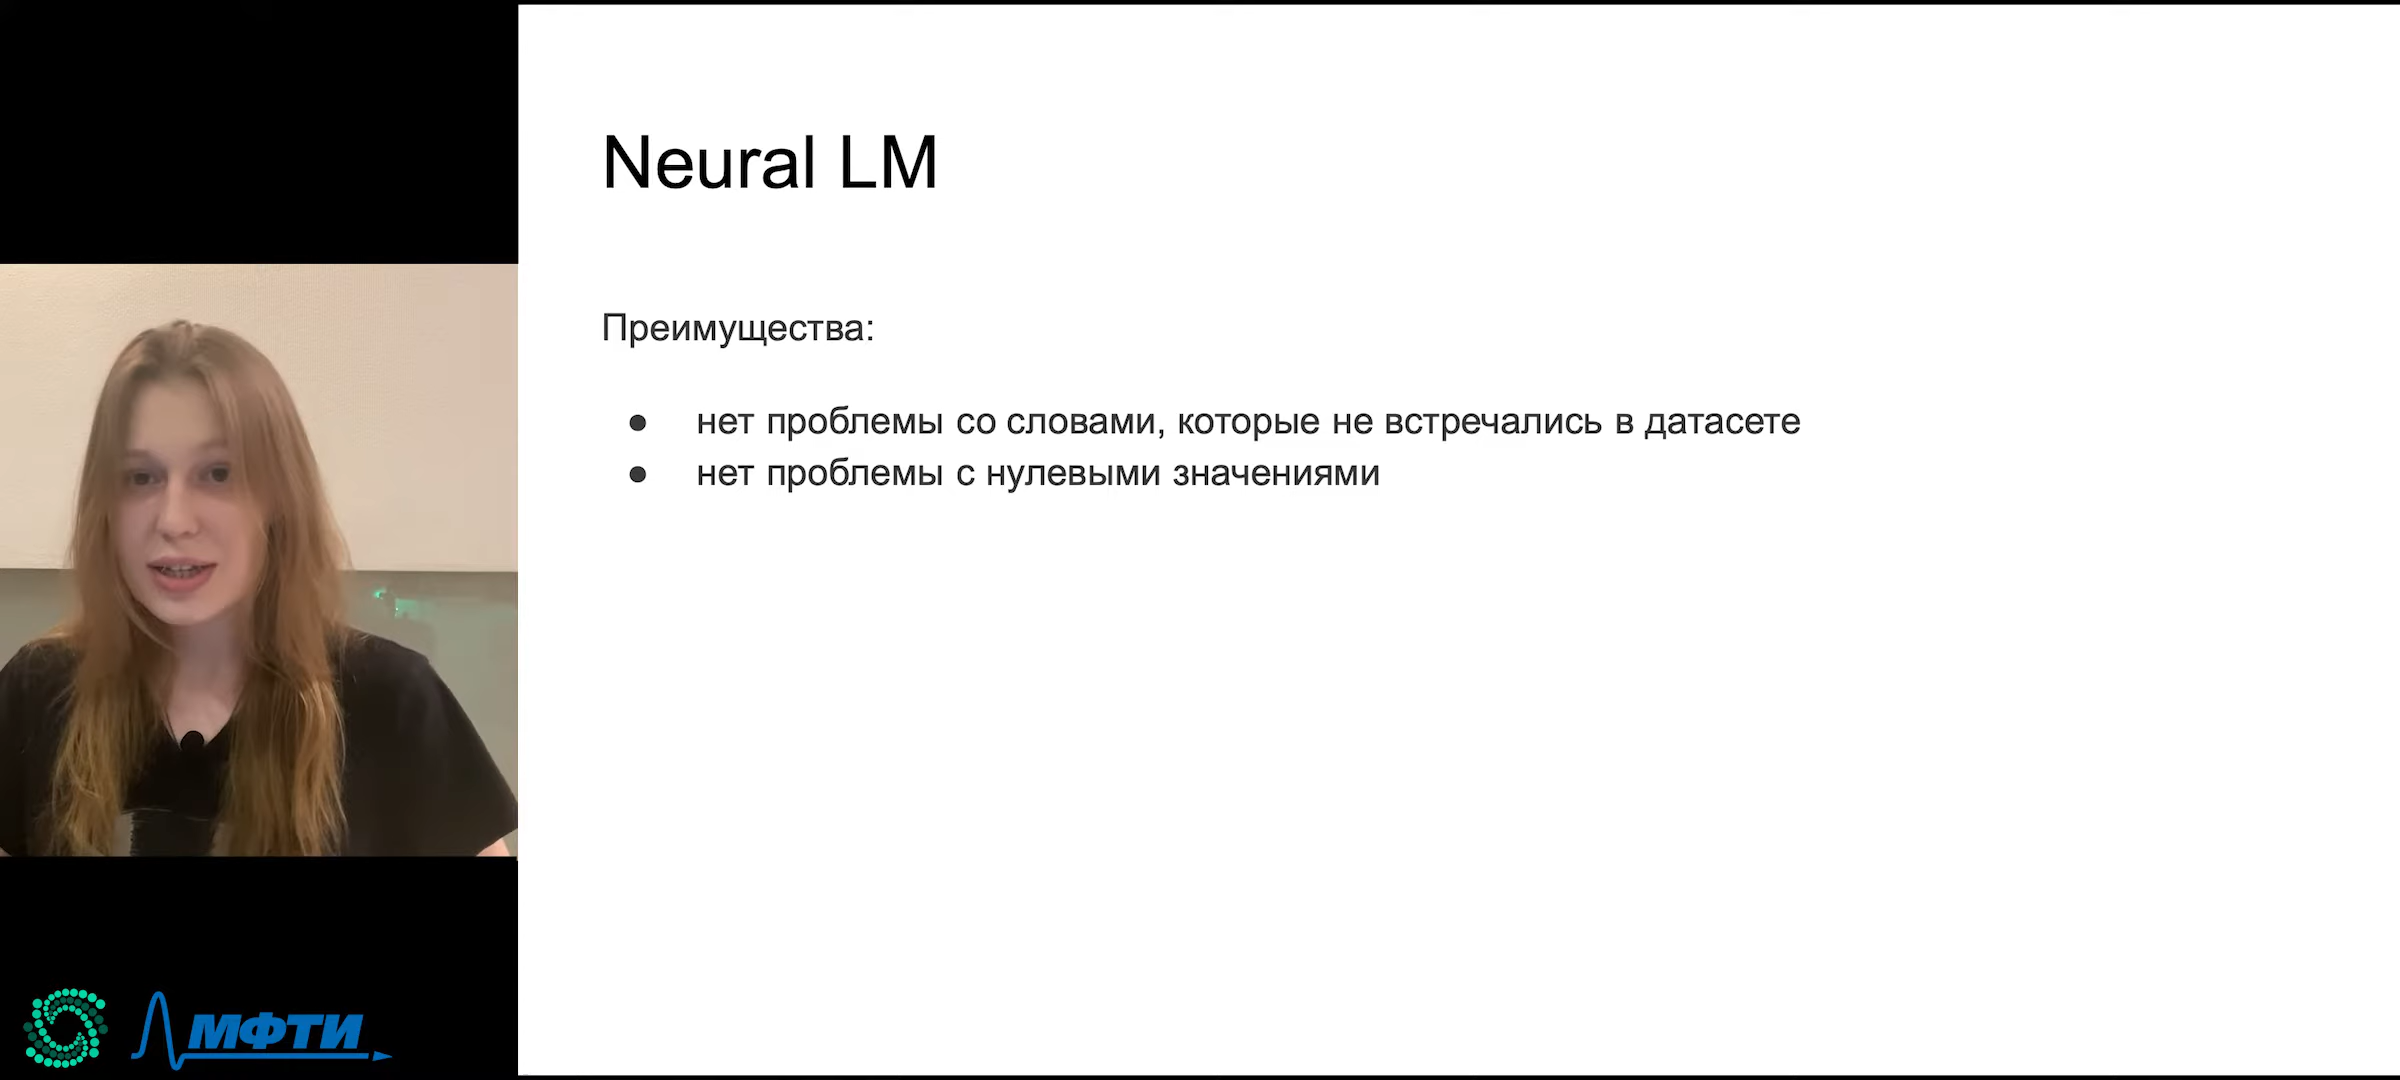 Neural LM
Преимущества:
● нет проблемы со словами, которые не встречались в датасете
● нет проблемы с нулевыми значениями
МФТИ